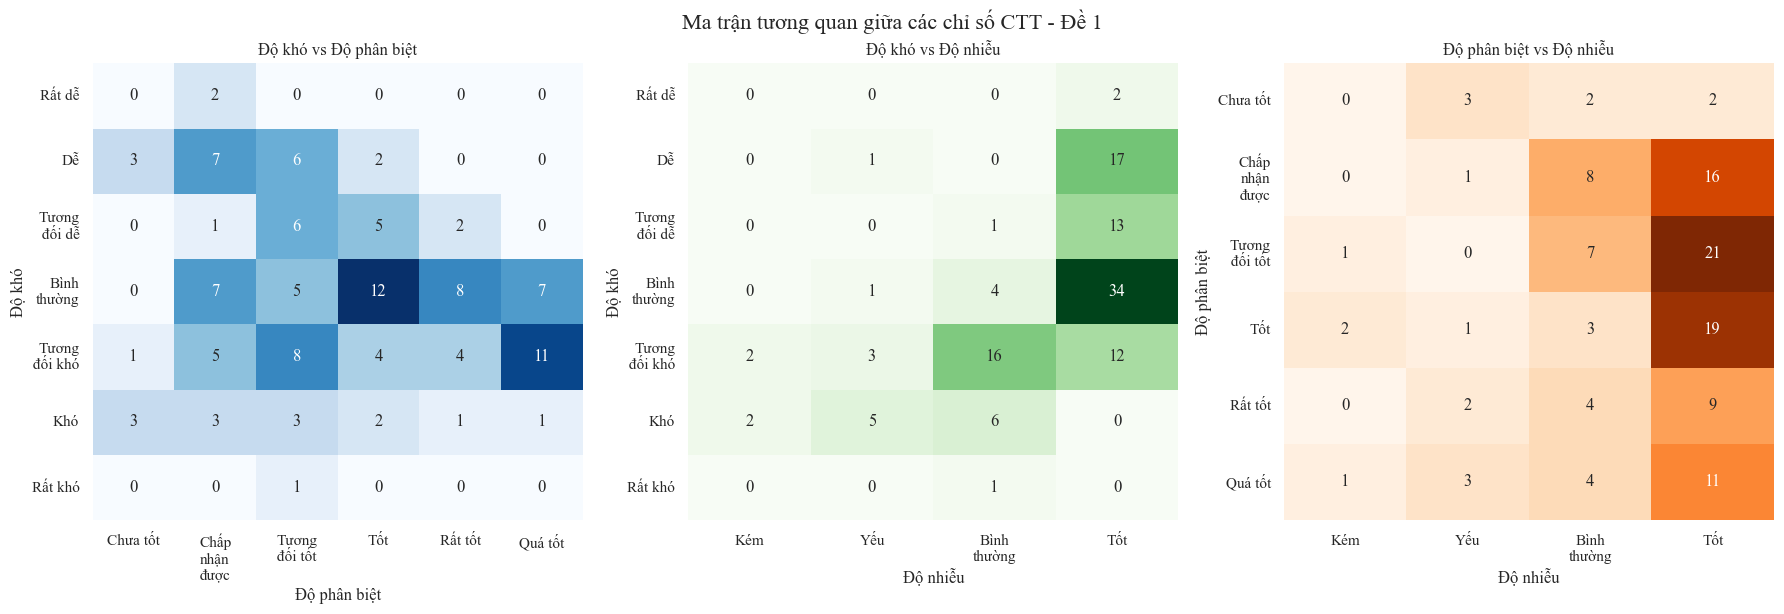 Ma trận tương quan giữa các chỉ số CTT - Đề 1
Độ khó vs Độ phân biệt
Độ khó
Rất dễ 0 2 0 0 0 0
Dễ 3 7 6 2 0 0
Tương
đối dễ
0 1 6 5 2 0
Bình
thường
0 7 5 12 8 7
Tương
đối khó
1 5 8 4 4 11
Khó 3 3 3 2 1 1
Rất khó 0 0 1 0 0 0
Chưa tốt
Chấp
nhận
được
Tương
đối tốt
Tốt
Rất tốt
Quá tốt
Độ phân biệt
Độ khó vs Độ nhiễu
Độ khó
Rất dễ 0 0 0 2
Dễ 0 1 0 17
Tương
đối dễ
0 0 1 13
Bình
thường
0 1 4 34
Tương
đối khó
2 3 16 12
Khó 2 5 6 0
Rất khó 0 0 1 0
Kém
Yếu
Bình
thường
Tốt
Độ nhiễu
Độ phân biệt vs Độ nhiễu
Độ phân biệt
Chưa tốt 0 3 2 2
Chấp
nhận
được
0 1 8 16
Tương
đối tốt
1 0 7 21
Tốt 2 1 3 19
Rất tốt 0 2 4 9
Quá tốt 1 3 4 11
Kém
Yếu
Bình
thường
Tốt
Độ nhiễu